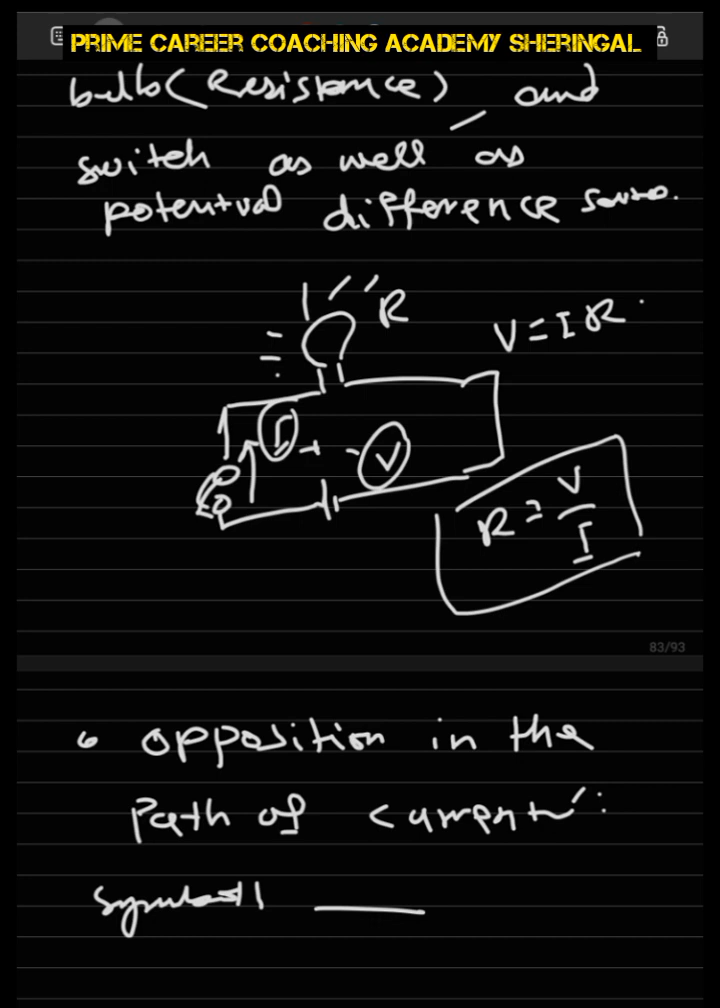 PRIME CAREER COACHING ACADEMY SHERINGAL
bulb (Resistance), and
switch as well as
potential difference
R
V = IR
I
+ -
V
R = V
I
83/93
opposition in the
path of current: